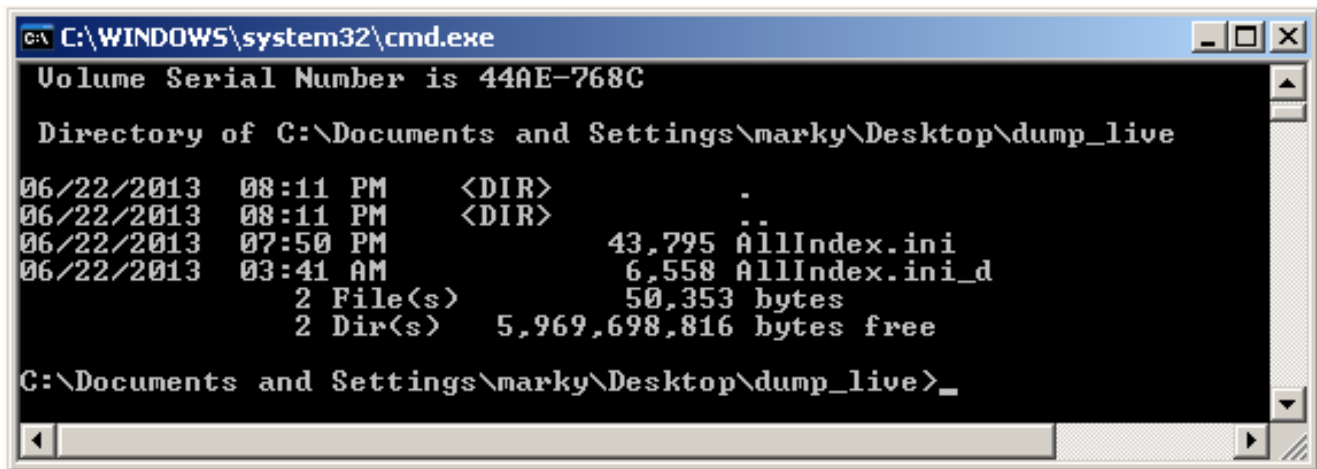 C:\WINDOWS\system32\cmd.exe
Volume Serial Number is 44AE-768C
Directory of C:\Documents and Settings\marky\Desktop\dump_live
06/22/2013  08:11 PM    <DIR>          .
06/22/2013  08:11 PM    <DIR>          ..
06/22/2013  07:50 PM            43,795 AllIndex.ini
06/22/2013  03:41 AM             6,558 AllIndex.ini_d
2 File(s)         50,353 bytes
2 Dir(s)   5,969,698,816 bytes free
C:\Documents and Settings\marky\Desktop\dump_live>_